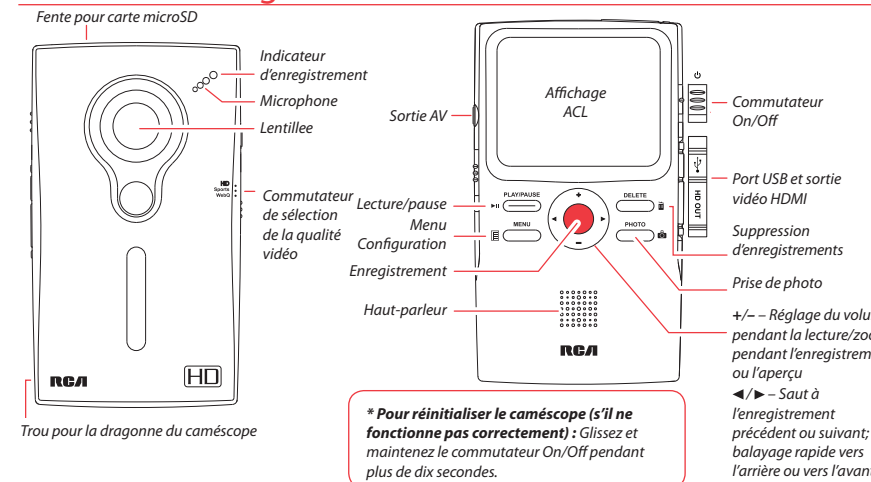 Fente pour carte microSD
Indicateur
d'enregistrement
Microphone
Lentillee
HD
Sports
WebQ
Commutateur
de sélection
de la qualité
vidéo
RCA
HD
Trou pour la dragonne du caméscope
Affichage
ACL
Sortie AV
Lecture/pause
Menu
Configuration
Enregistrement
Haut-parleur
PLAY/PAUSE
MENU
DELETE
PHOTO
+
–
RCA
HD OUT
Commutateur
On/Off
Port USB et sortie
vidéo HDMI
Suppression
d'enregistrements
Prise de photo
+/– – Réglage du volu
pendant la lecture/zoo
pendant l'enregistrem
ou l'aperçu
◄/► – Saut à
l'enregistrement
précédent ou suivant;
balayage rapide vers
l'arrière ou vers l'avant
* Pour réinitialiser le caméscope (s'il ne
fonctionne pas correctement) : Glissez et
maintenez le commutateur On/Off pendant
plus de dix secondes.